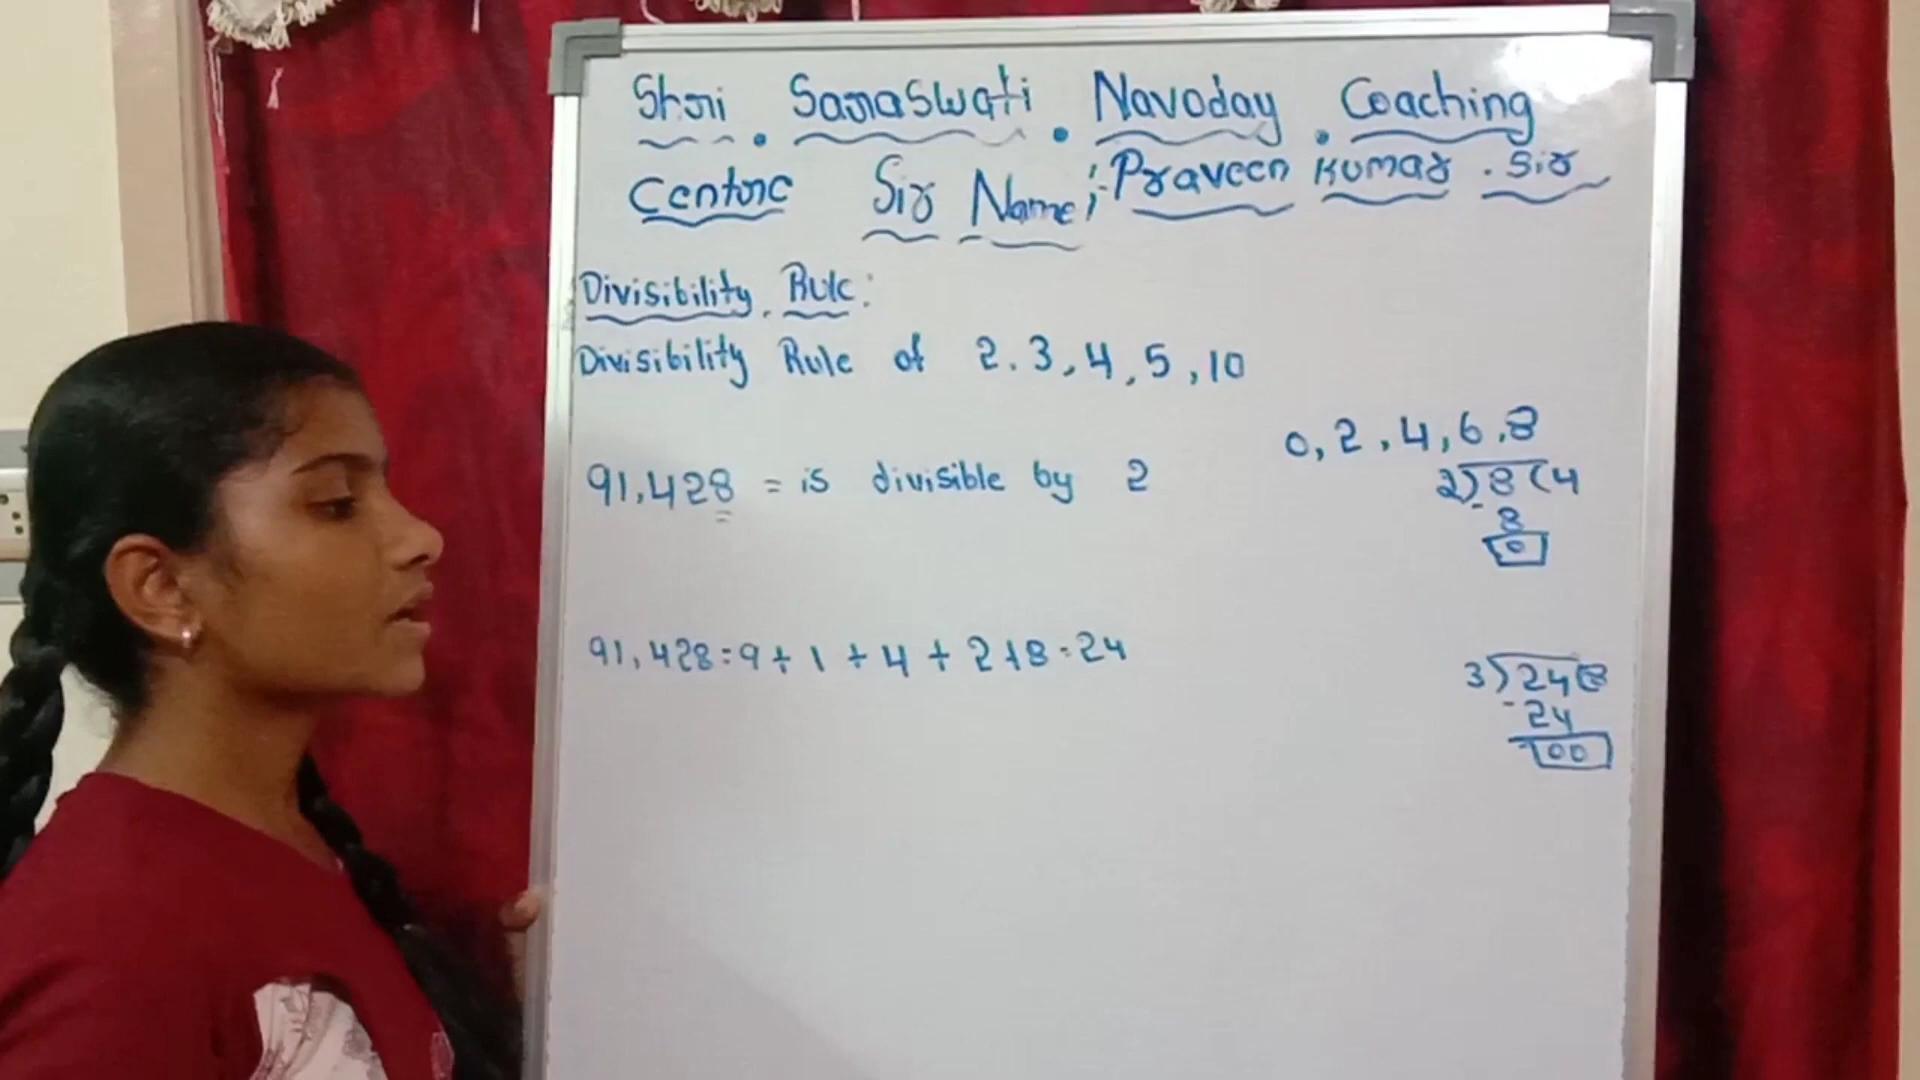 Shri . Saraswati . Navoday . Coaching
Centre Sir Name;- Praveen Kumar . Sir
Divisibility . Rule :
Divisibility Rule of 2 . 3 , 4 , 5 , 10
0 , 2 , 4 , 6 , 8
91,428 = is divisible by 2
2)8(4
- 8
0
91,428 = 9 + 1 + 4 + 2 + 8 = 24
3)24(8
- 24
00